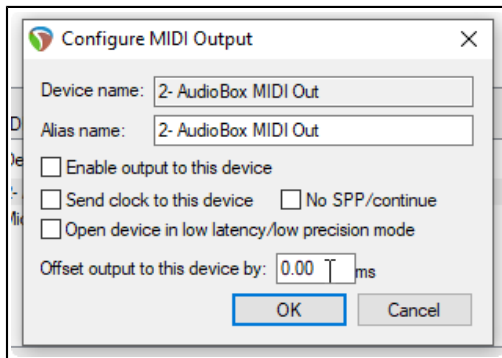 Configure MIDI Output
Device name: 2- AudioBox MIDI Out
Alias name: 2- AudioBox MIDI Out
Enable output to this device
Send clock to this device No SPP/continue
Open device in low latency/low precision mode
Offset output to this device by: 0.00 ms
OK Cancel